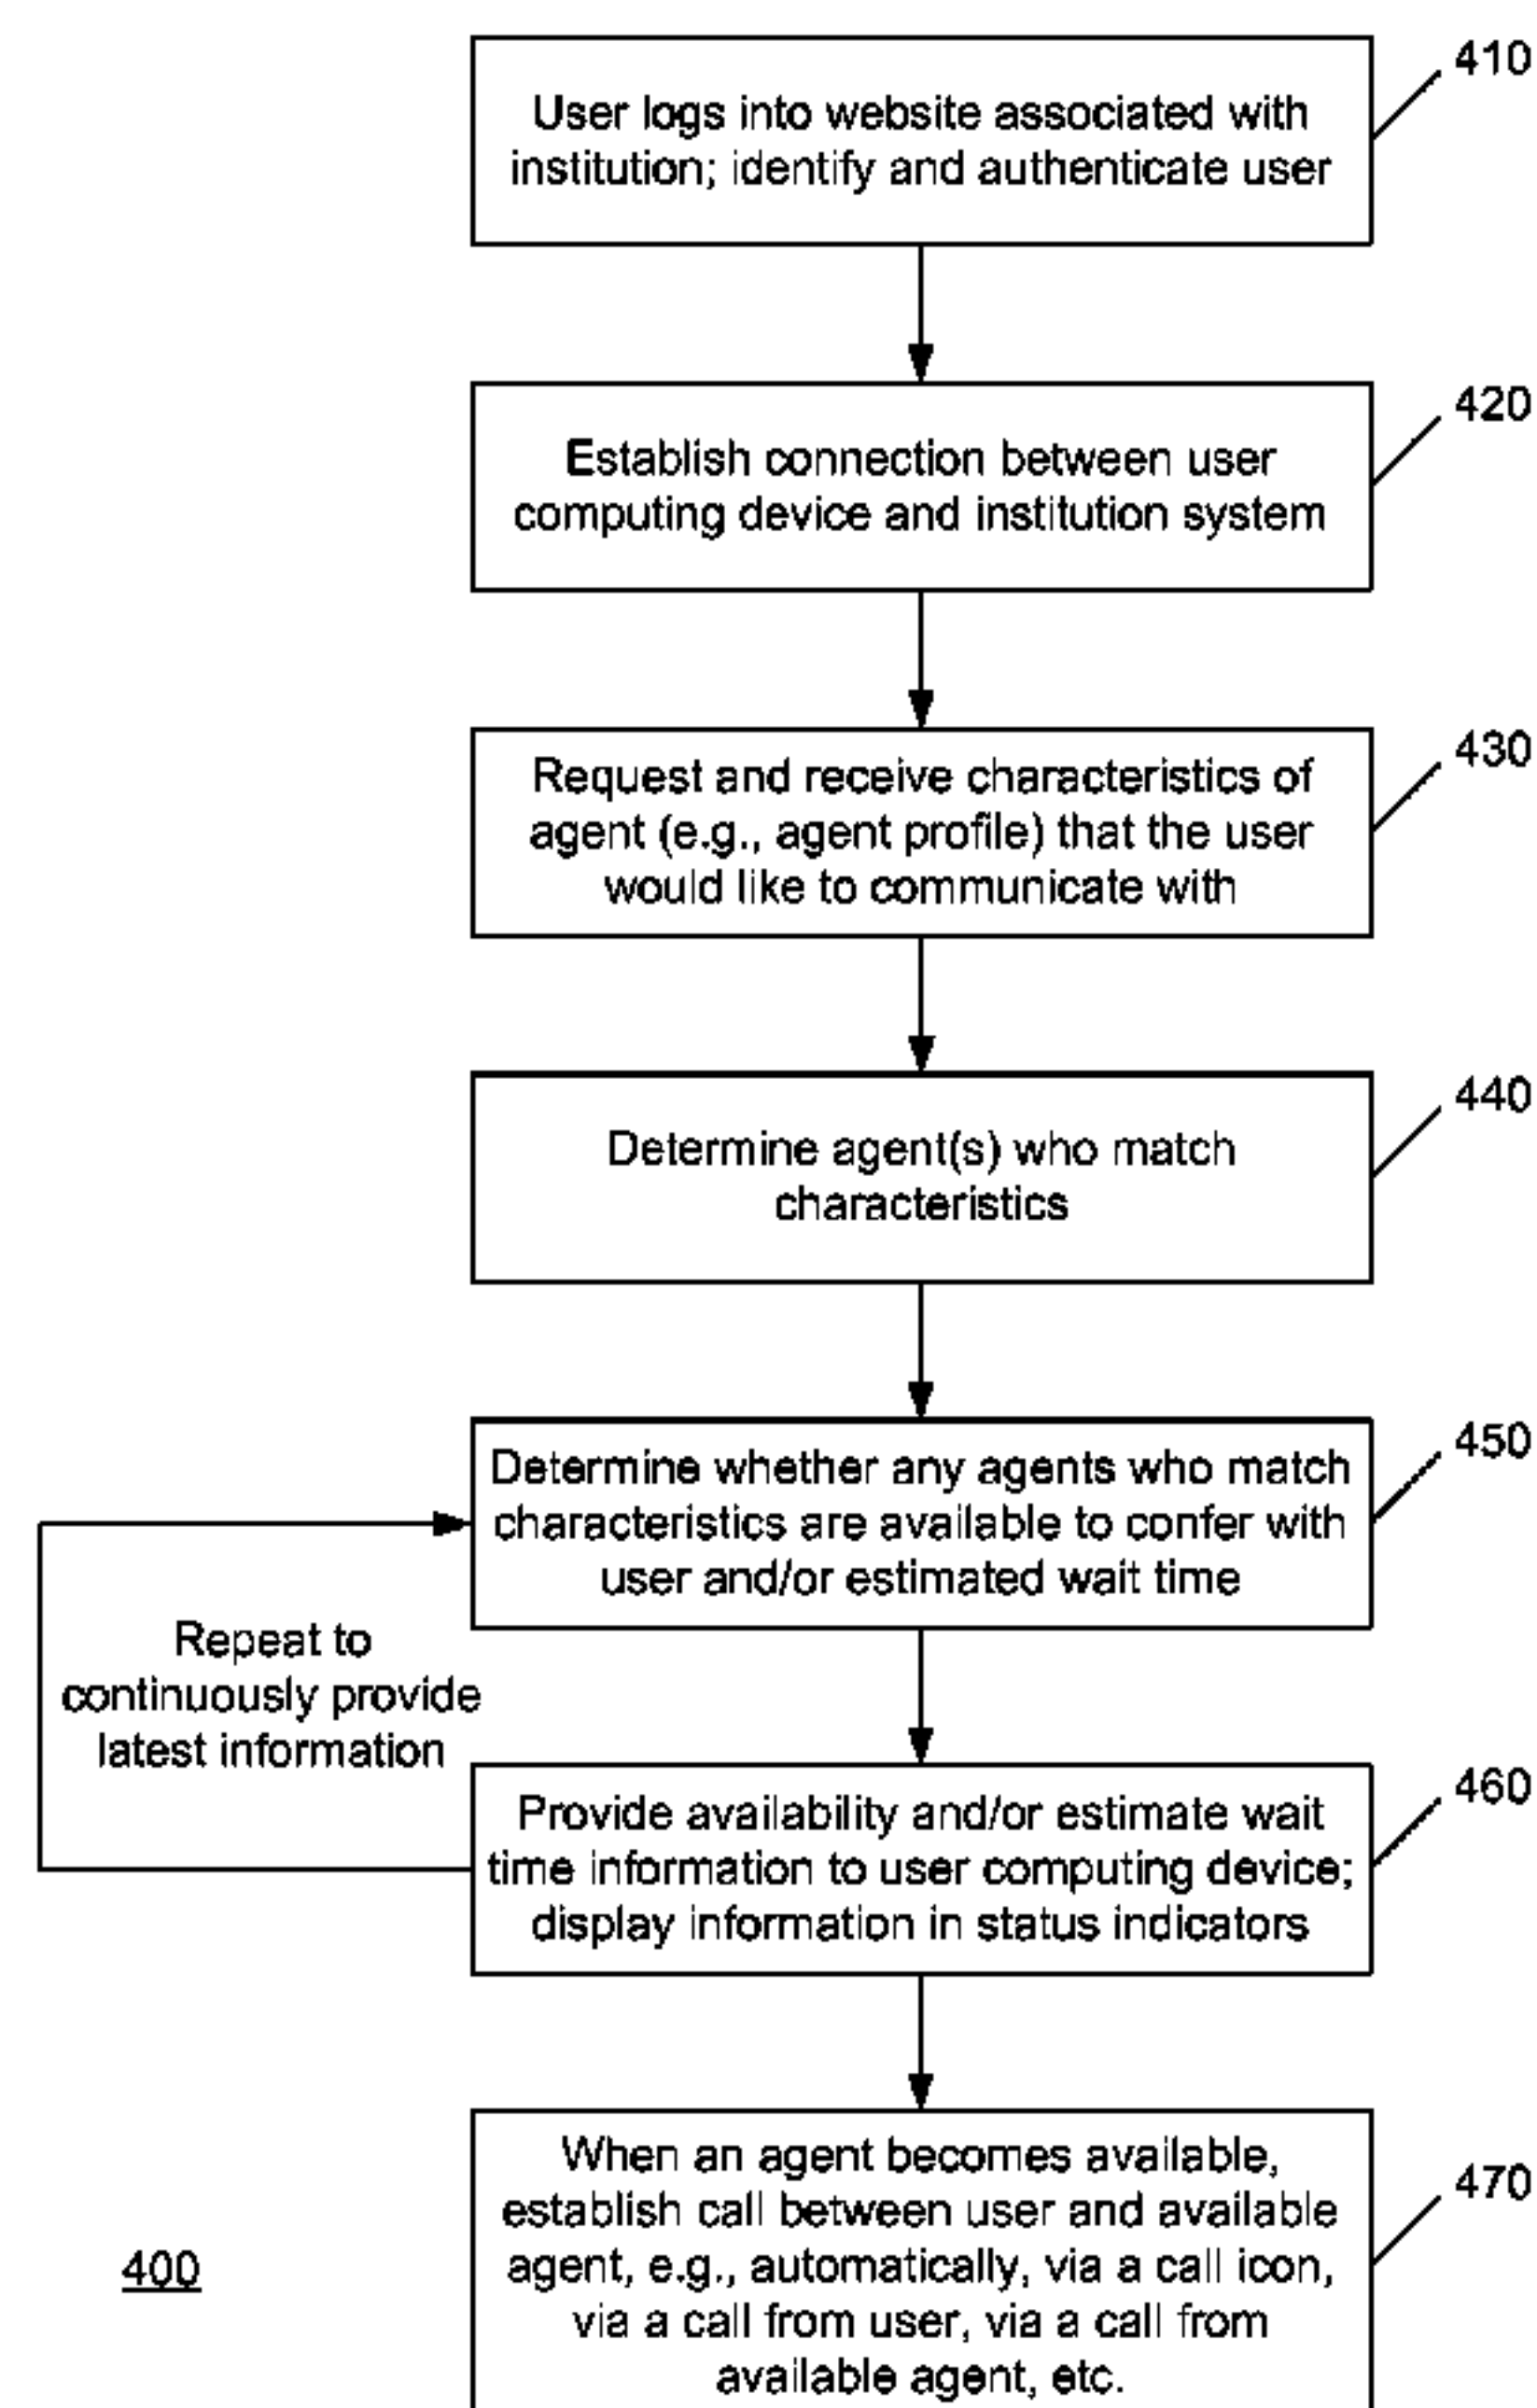 410
User logs into website associated with
institution; identify and authenticate user
420
Establish connection between user
computing device and institution system
430
Request and receive characteristics of
agent (e.g., agent profile) that the user
would like to communicate with
440
Determine agent(s) who match
characteristics
450
Determine whether any agents who match
characteristics are available to confer with
user and/or estimated wait time
Repeat to
continuously provide
latest information
460
Provide availability and/or estimate wait
time information to user computing device;
display information in status indicators
470
When an agent becomes available,
establish call between user and available
agent, e.g., automatically, via a call icon,
via a call from user, via a call from
available agent, etc.
400